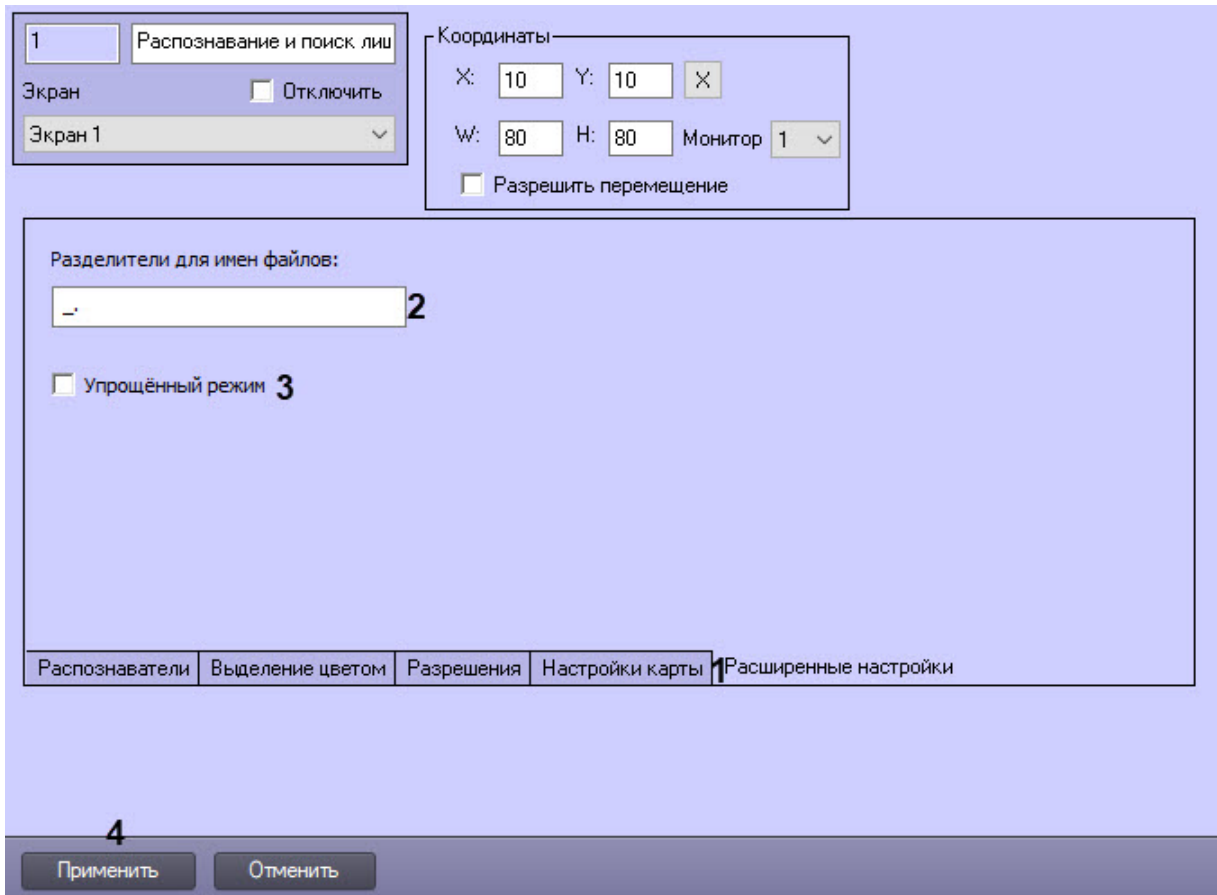 1
Распознавание и поиск лиц
Экран
Отключить
Экран 1
Координаты
X: 10 Y: 10 X
W: 80 H: 80 Монитор 1
Разрешить перемещение
Разделители для имен файлов:
_. 2
Упрощённый режим 3
Распознаватели Выделение цветом Разрешения Настройки карты 1 Расширенные настройки
4
Применить Отменить